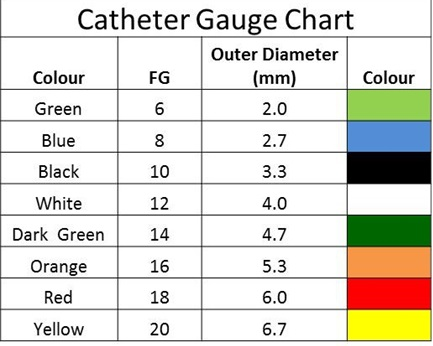 Catheter Gauge Chart
Colour FG Outer Diameter (mm) Colour
Green 6 2.0
Blue 8 2.7
Black 10 3.3
White 12 4.0
Dark Green 14 4.7
Orange 16 5.3
Red 18 6.0
Yellow 20 6.7